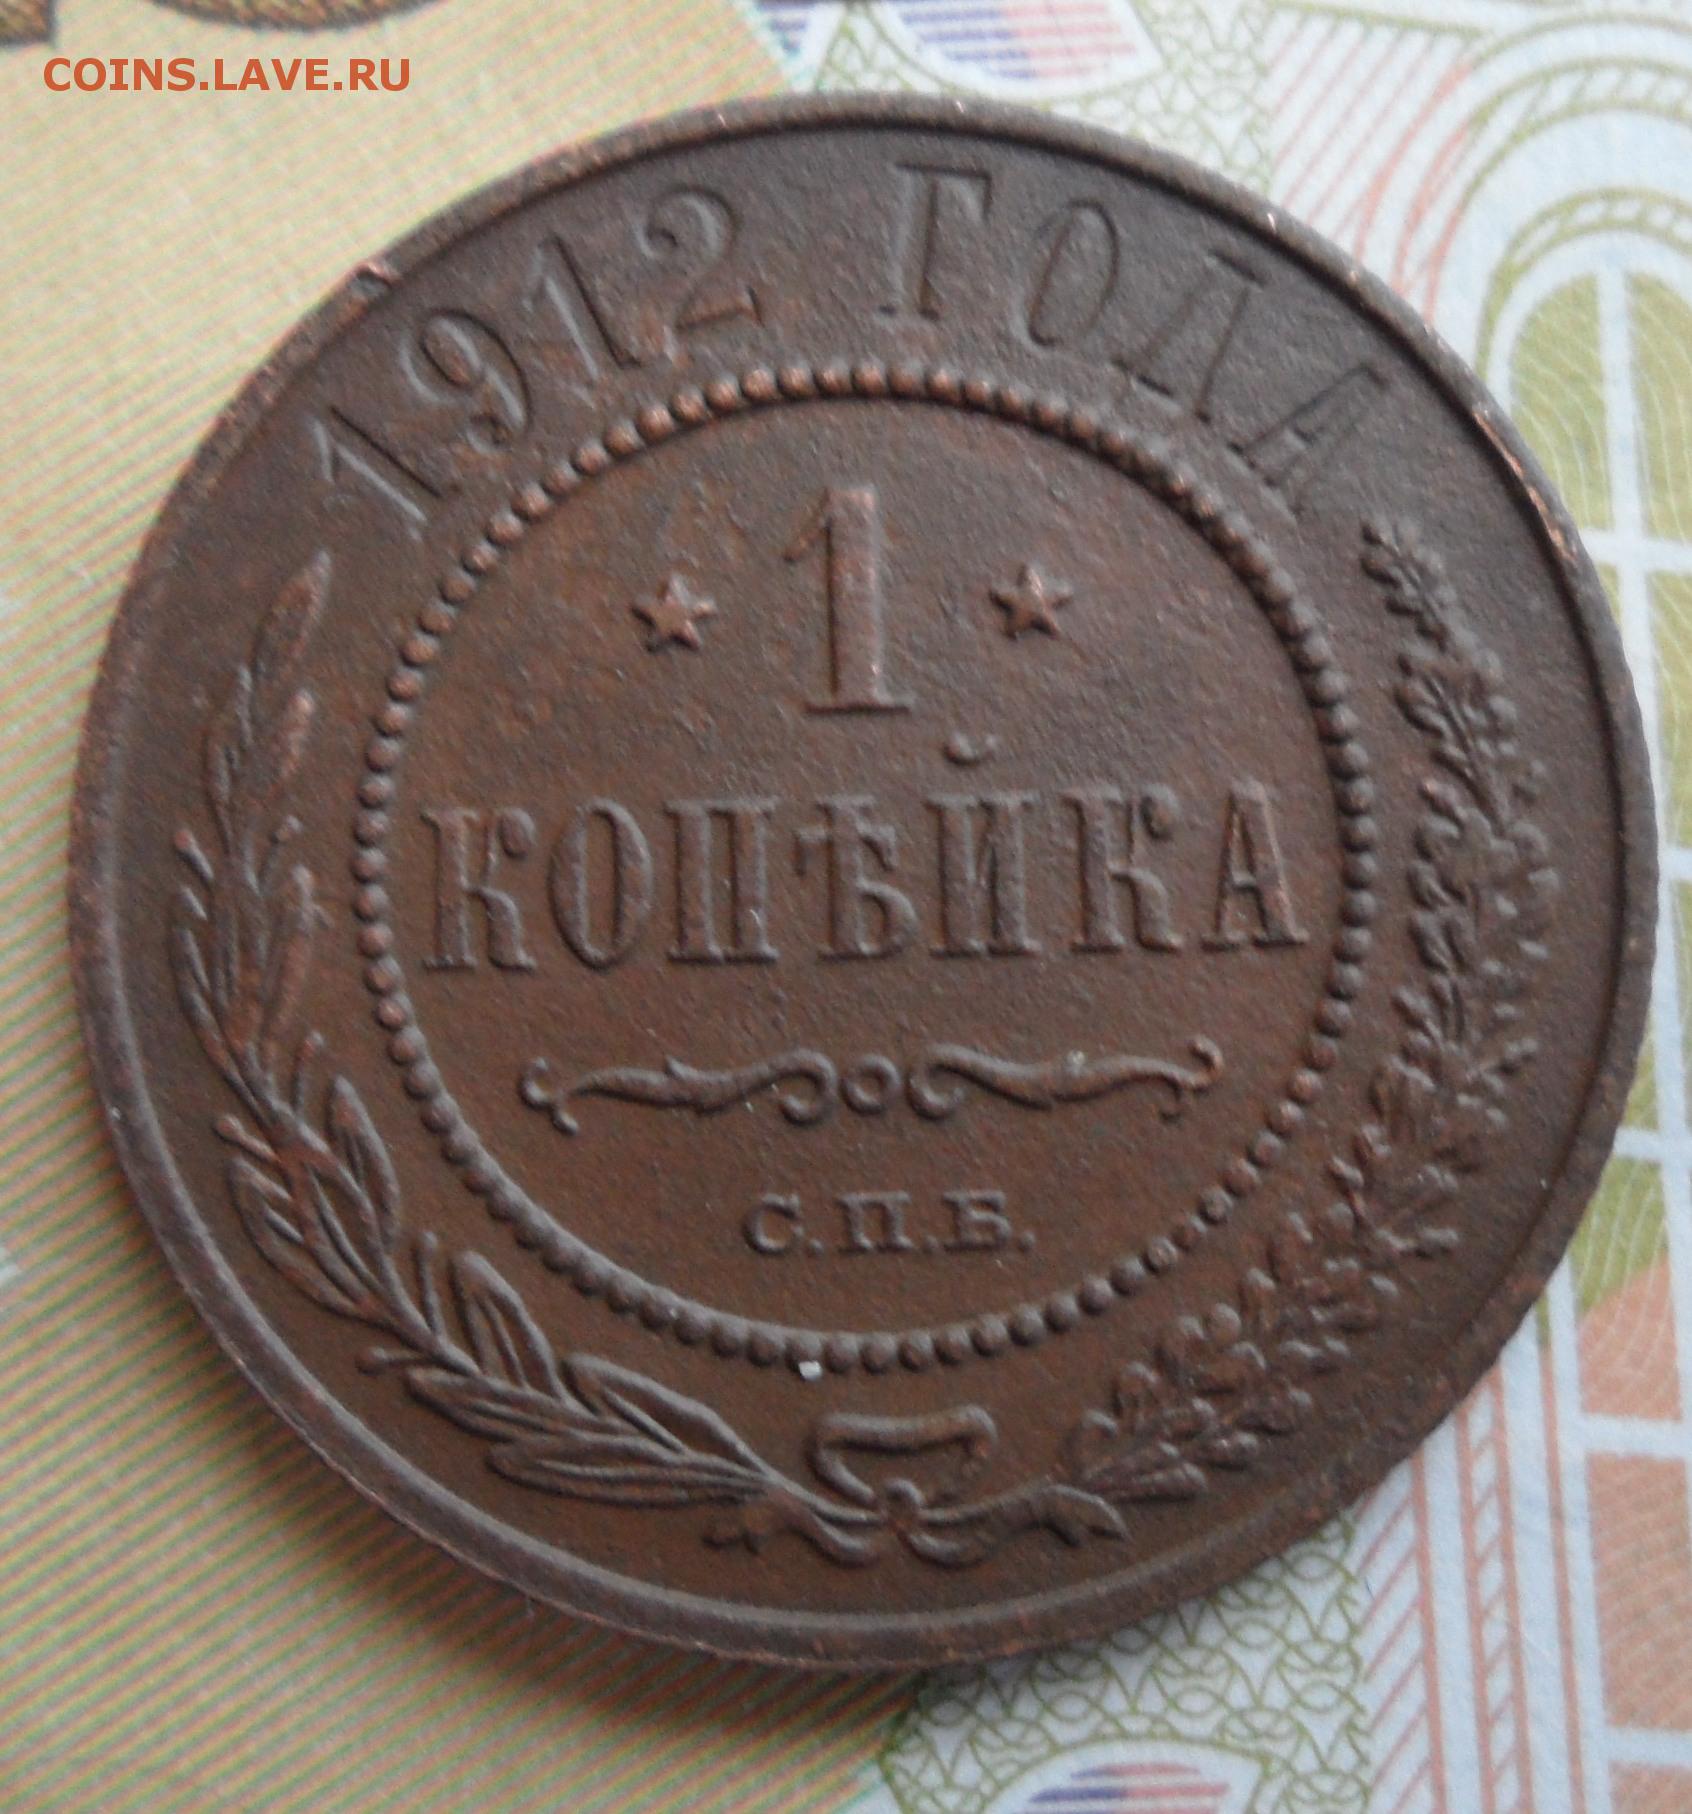 COINS.LAVE.RU
1912 ГОДА
1
КОПѢЙКА
С.П.Б.